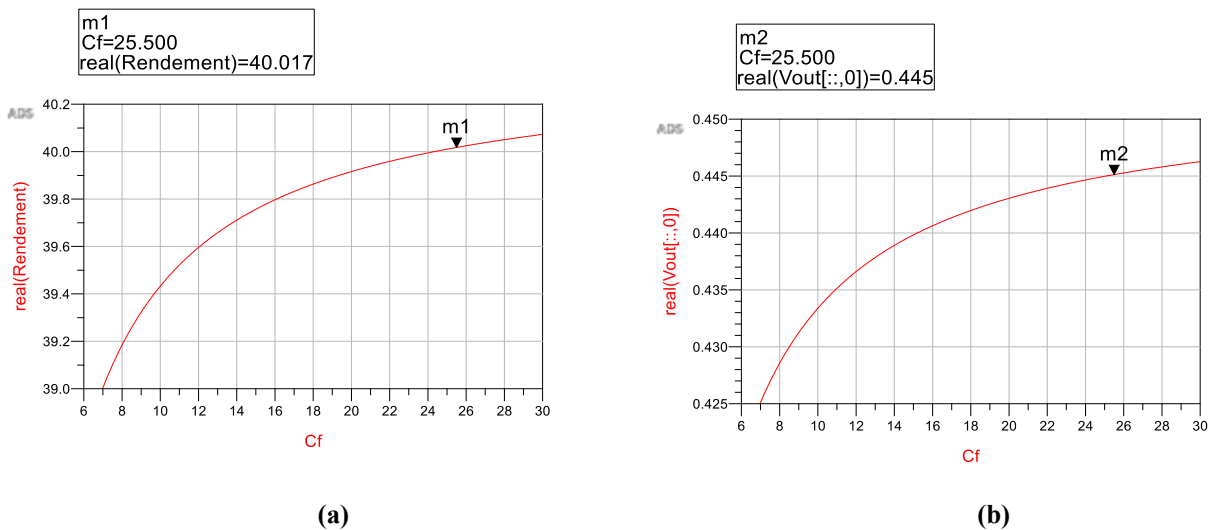 m1
Cf=25.500
real(Rendement)=40.017
ADS
40.2
40.0
39.8
39.6
39.4
39.2
39.0
real(Rendement)
m1
6 8 10 12 14 16 18 20 22 24 26 28 30
Cf
(a)
m2
Cf=25.500
real(Vout[::,0])=0.445
ADS
0.450
0.445
0.440
0.435
0.430
0.425
real(Vout[::,0])
m2
6 8 10 12 14 16 18 20 22 24 26 28 30
Cf
(b)